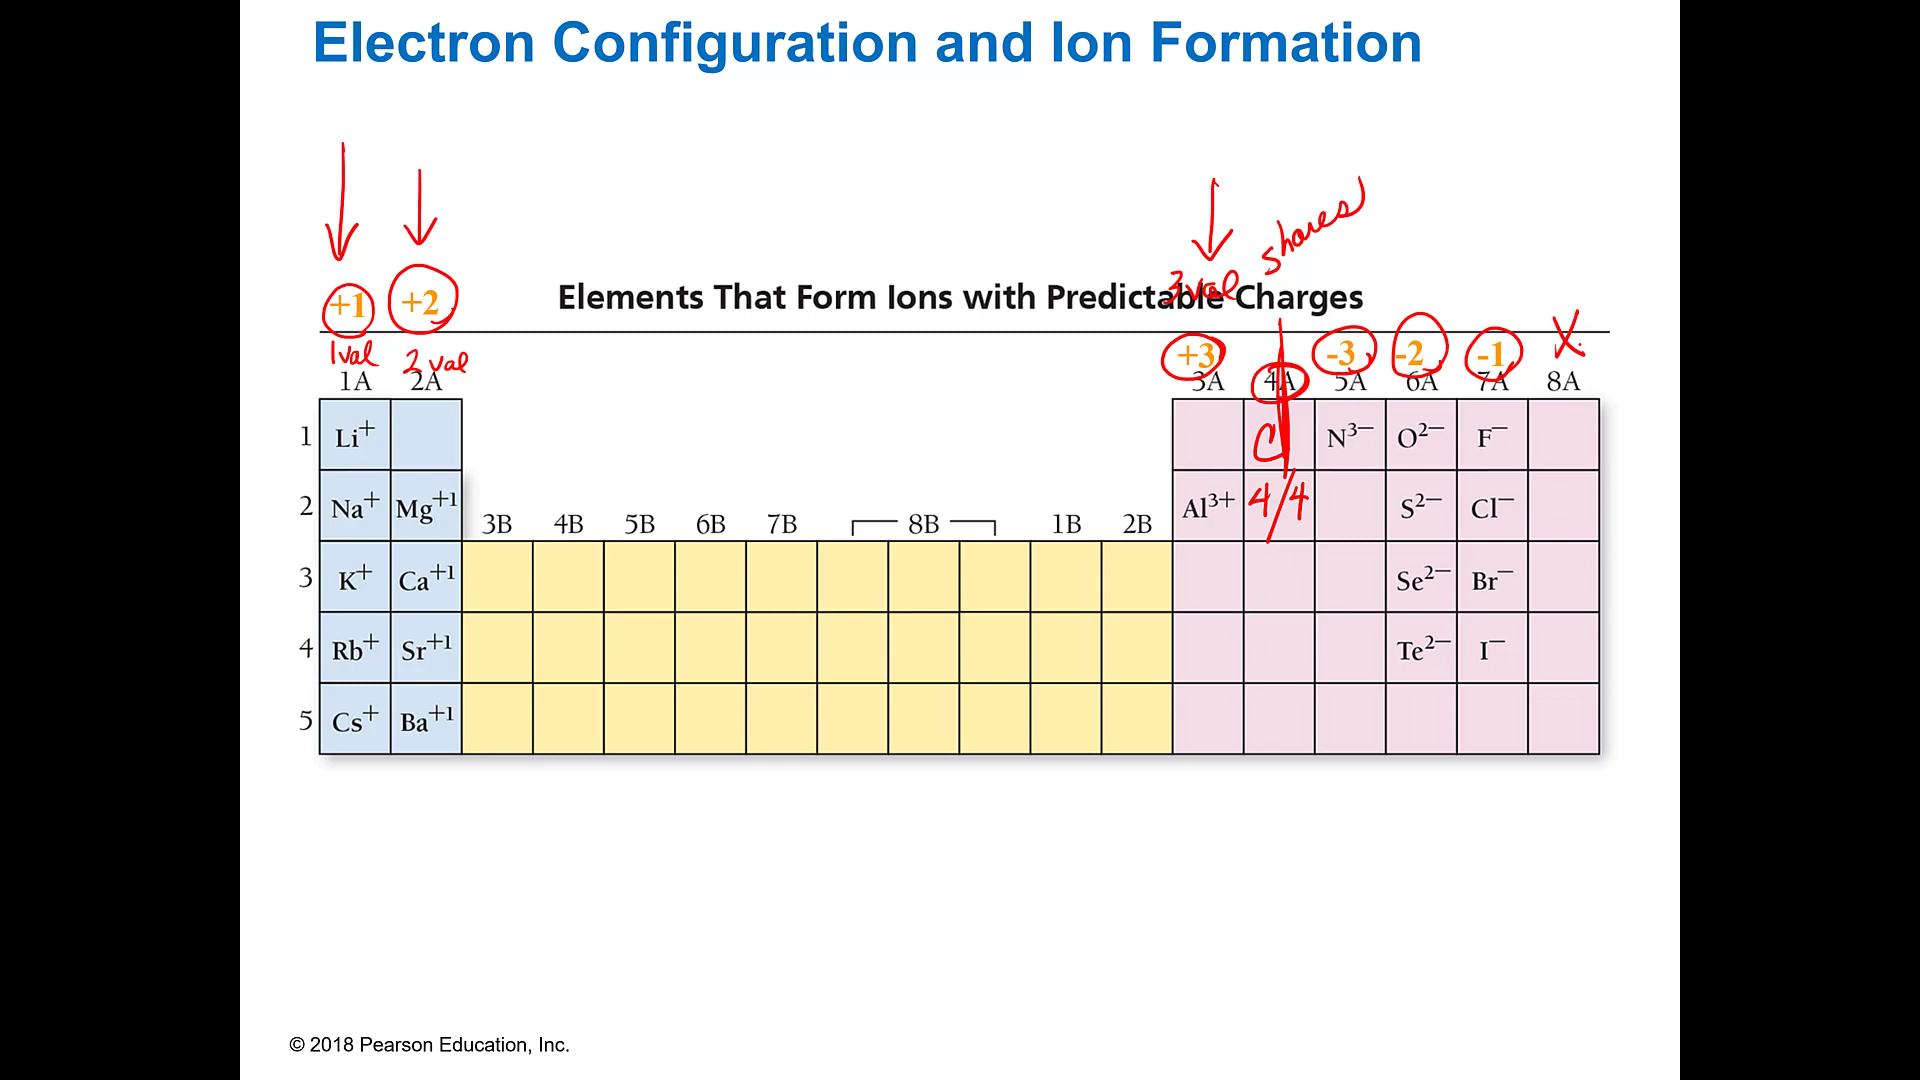 Electron Configuration and Ion Formation
shares
+1 +2 Elements That Form Ions with Predictable Charges 3 val
1 val 2 val +3 -3 -2 -1 X
1A 2A 3A 4A 5A 6A 7A 8A
1 Li+ C N3− O2− F−
2 Na+ Mg+1 3B 4B 5B 6B 7B 8B 1B 2B Al3+ 4/4 S2− Cl−
3 K+ Ca+1 Se2− Br−
4 Rb+ Sr+1 Te2− I−
5 Cs+ Ba+1
© 2018 Pearson Education, Inc.